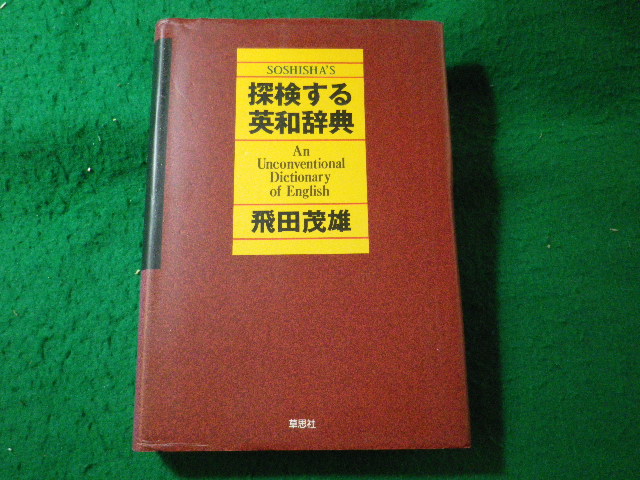 SOSHISHA'S
探検する
英和辞典
An
Unconventional
Dictionary
of English
飛田茂雄
草思社